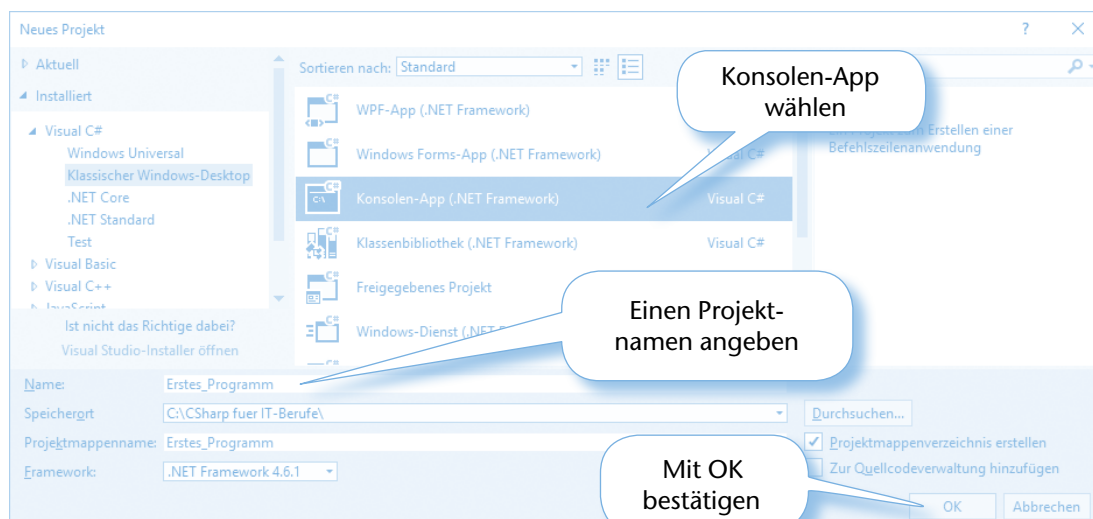 Neues Projekt
?
Aktuell
Sortieren nach: Standard
Konsolen-App
wählen
Installiert
Visual C#
Windows Universal
Klassischer Windows-Desktop
.NET Core
.NET Standard
Test
Visual Basic
Visual C++
JavaScript
Ist nicht das Richtige dabei?
Visual Studio-Installer öffnen
WPF-App (.NET Framework)
Windows Forms-App (.NET Framework) Visual C#
Konsolen-App (.NET Framework) Visual C#
Klassenbibliothek (.NET Framework) Visual C#
Freigegebenes Projekt
Windows-Dienst (.NET
zum Erstellen einer
Befehlszeilenanwendung
Einen Projekt-
namen angeben
Name: Erstes_Programm
Speicherort C:\CSharp fuer IT-Berufe\ Durchsuchen...
Projektmappenname: Erstes_Programm
Projektmappenverzeichnis erstellen
Framework: .NET Framework 4.6.1
Zur Quellcodeverwaltung hinzufügen
Mit OK
bestätigen
OK Abbrechen